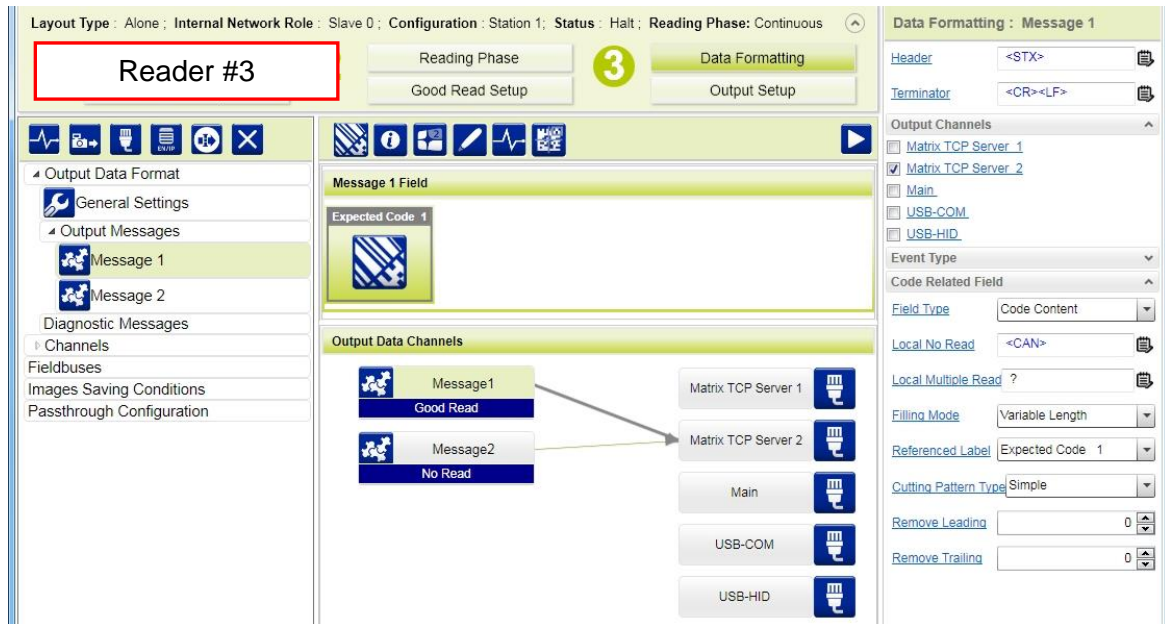 Layout Type : Alone ; Internal Network Role : Slave 0 ; Configuration : Station 1; Status : Halt ; Reading Phase: Continuous
Reader #3
Reading Phase
3
Data Formatting
Good Read Setup
Output Setup
EN/IP
Output Data Format
General Settings
Output Messages
Message 1
Message 2
Diagnostic Messages
Channels
Fieldbuses
Images Saving Conditions
Passthrough Configuration
Message 1 Field
Expected Code 1
Output Data Channels
Message1
Good Read
Message2
No Read
Matrix TCP Server 1
Matrix TCP Server 2
Main
USB-COM
USB-HID
Data Formatting : Message 1
Header <STX>
Terminator <CR><LF>
Output Channels
Matrix TCP Server 1
Matrix TCP Server 2
Main
USB-COM
USB-HID
Event Type
Code Related Field
Field Type Code Content
Local No Read <CAN>
Local Multiple Read ?
Filling Mode Variable Length
Referenced Label Expected Code 1
Cutting Pattern Type Simple
Remove Leading 0
Remove Trailing 0